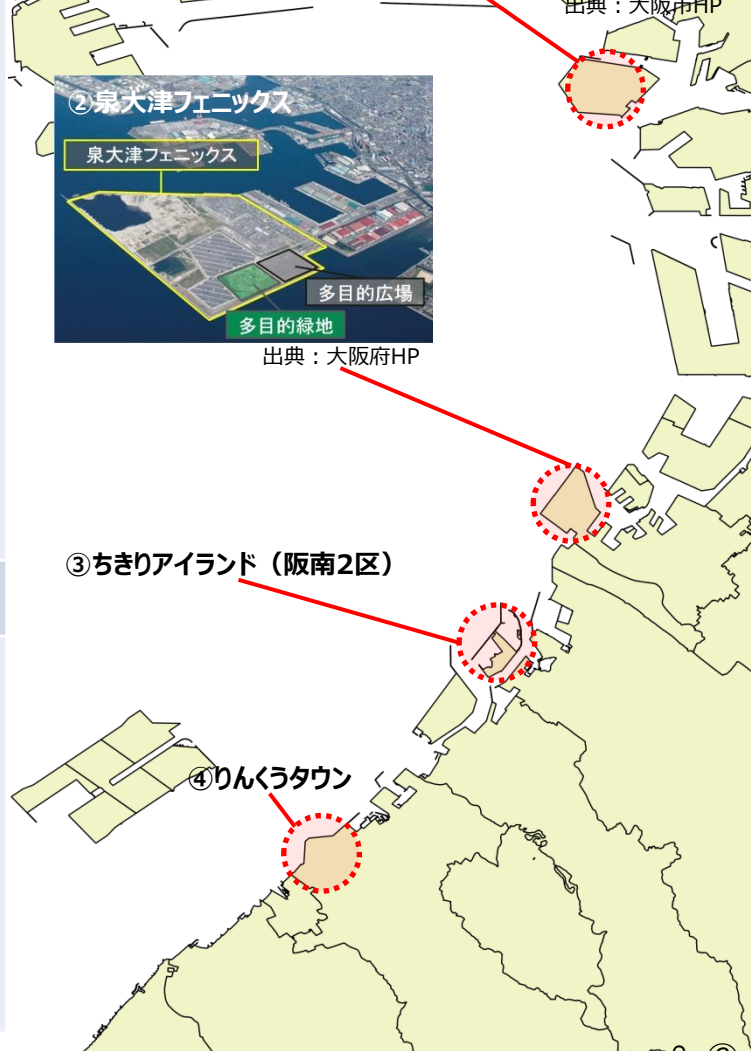 出典：大阪市HP
②泉大津フェニックス
泉大津フェニックス
多目的広場
多目的緑地
出典：大阪府HP
③ちきりアイランド（阪南2区）
④りんくうタウン